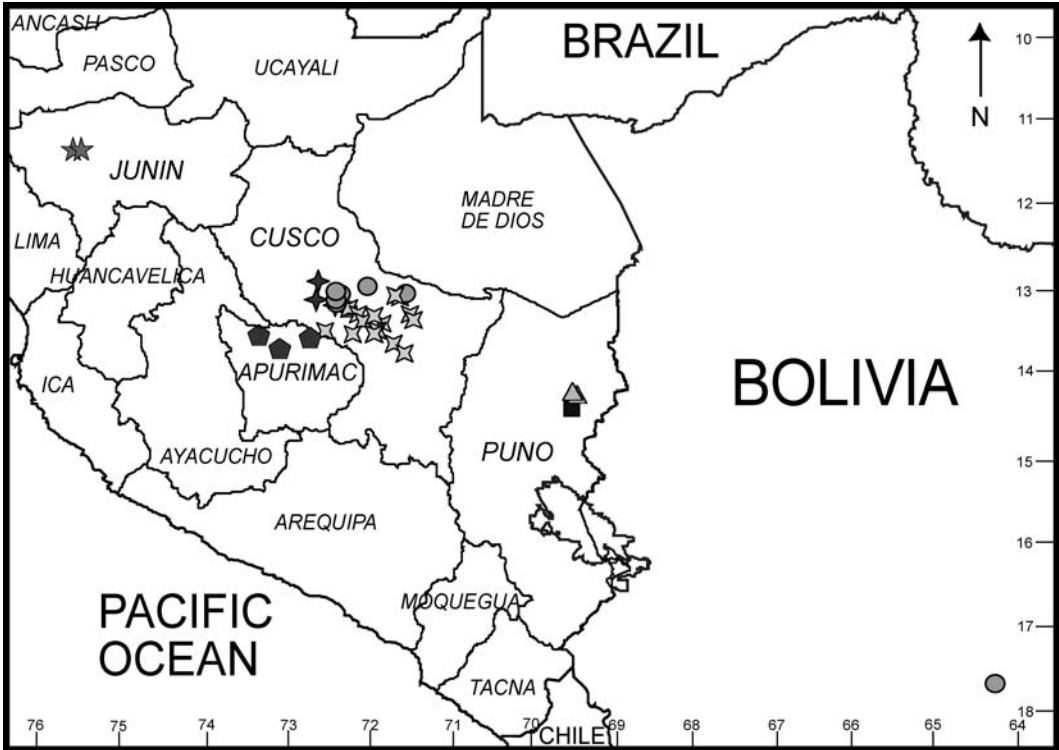 ANCASH
PASCO
UCAYALI
BRAZIL
10
N
11
JUNIN
MADRE
DE DIOS
12
LIMA
CUSCO
HUANCAVELICA
13
ICA
APURIMAC
BOLIVIA
14
AYACUCHO
PUNO
15
AREQUIPA
16
PACIFIC
OCEAN
MOQUEGUA
17
TACNA
18
CHILE
76 75 74 73 72 71 70 69 68 67 66 65 64